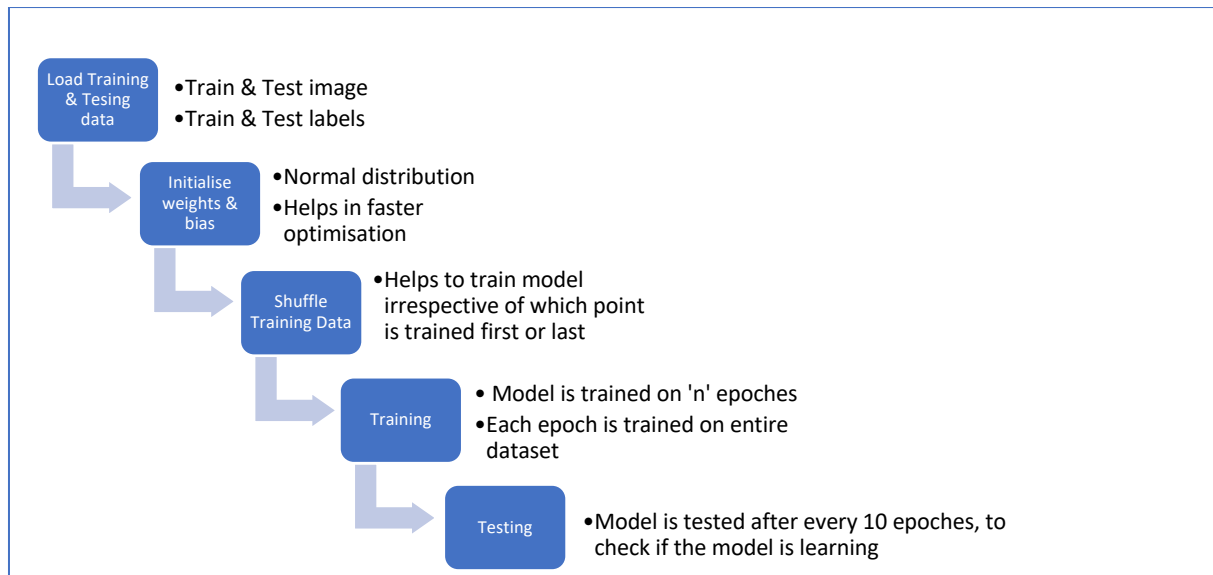 Load Training
& Tesing
data
•Train & Test image
•Train & Test labels
Initialise
weights &
bias
•Normal distribution
•Helps in faster
optimisation
Shuffle
Training Data
•Helps to train model
irrespective of which point
is trained first or last
Training
• Model is trained on 'n' epoches
•Each epoch is trained on entire
dataset
Testing
•Model is tested after every 10 epoches, to
check if the model is learning